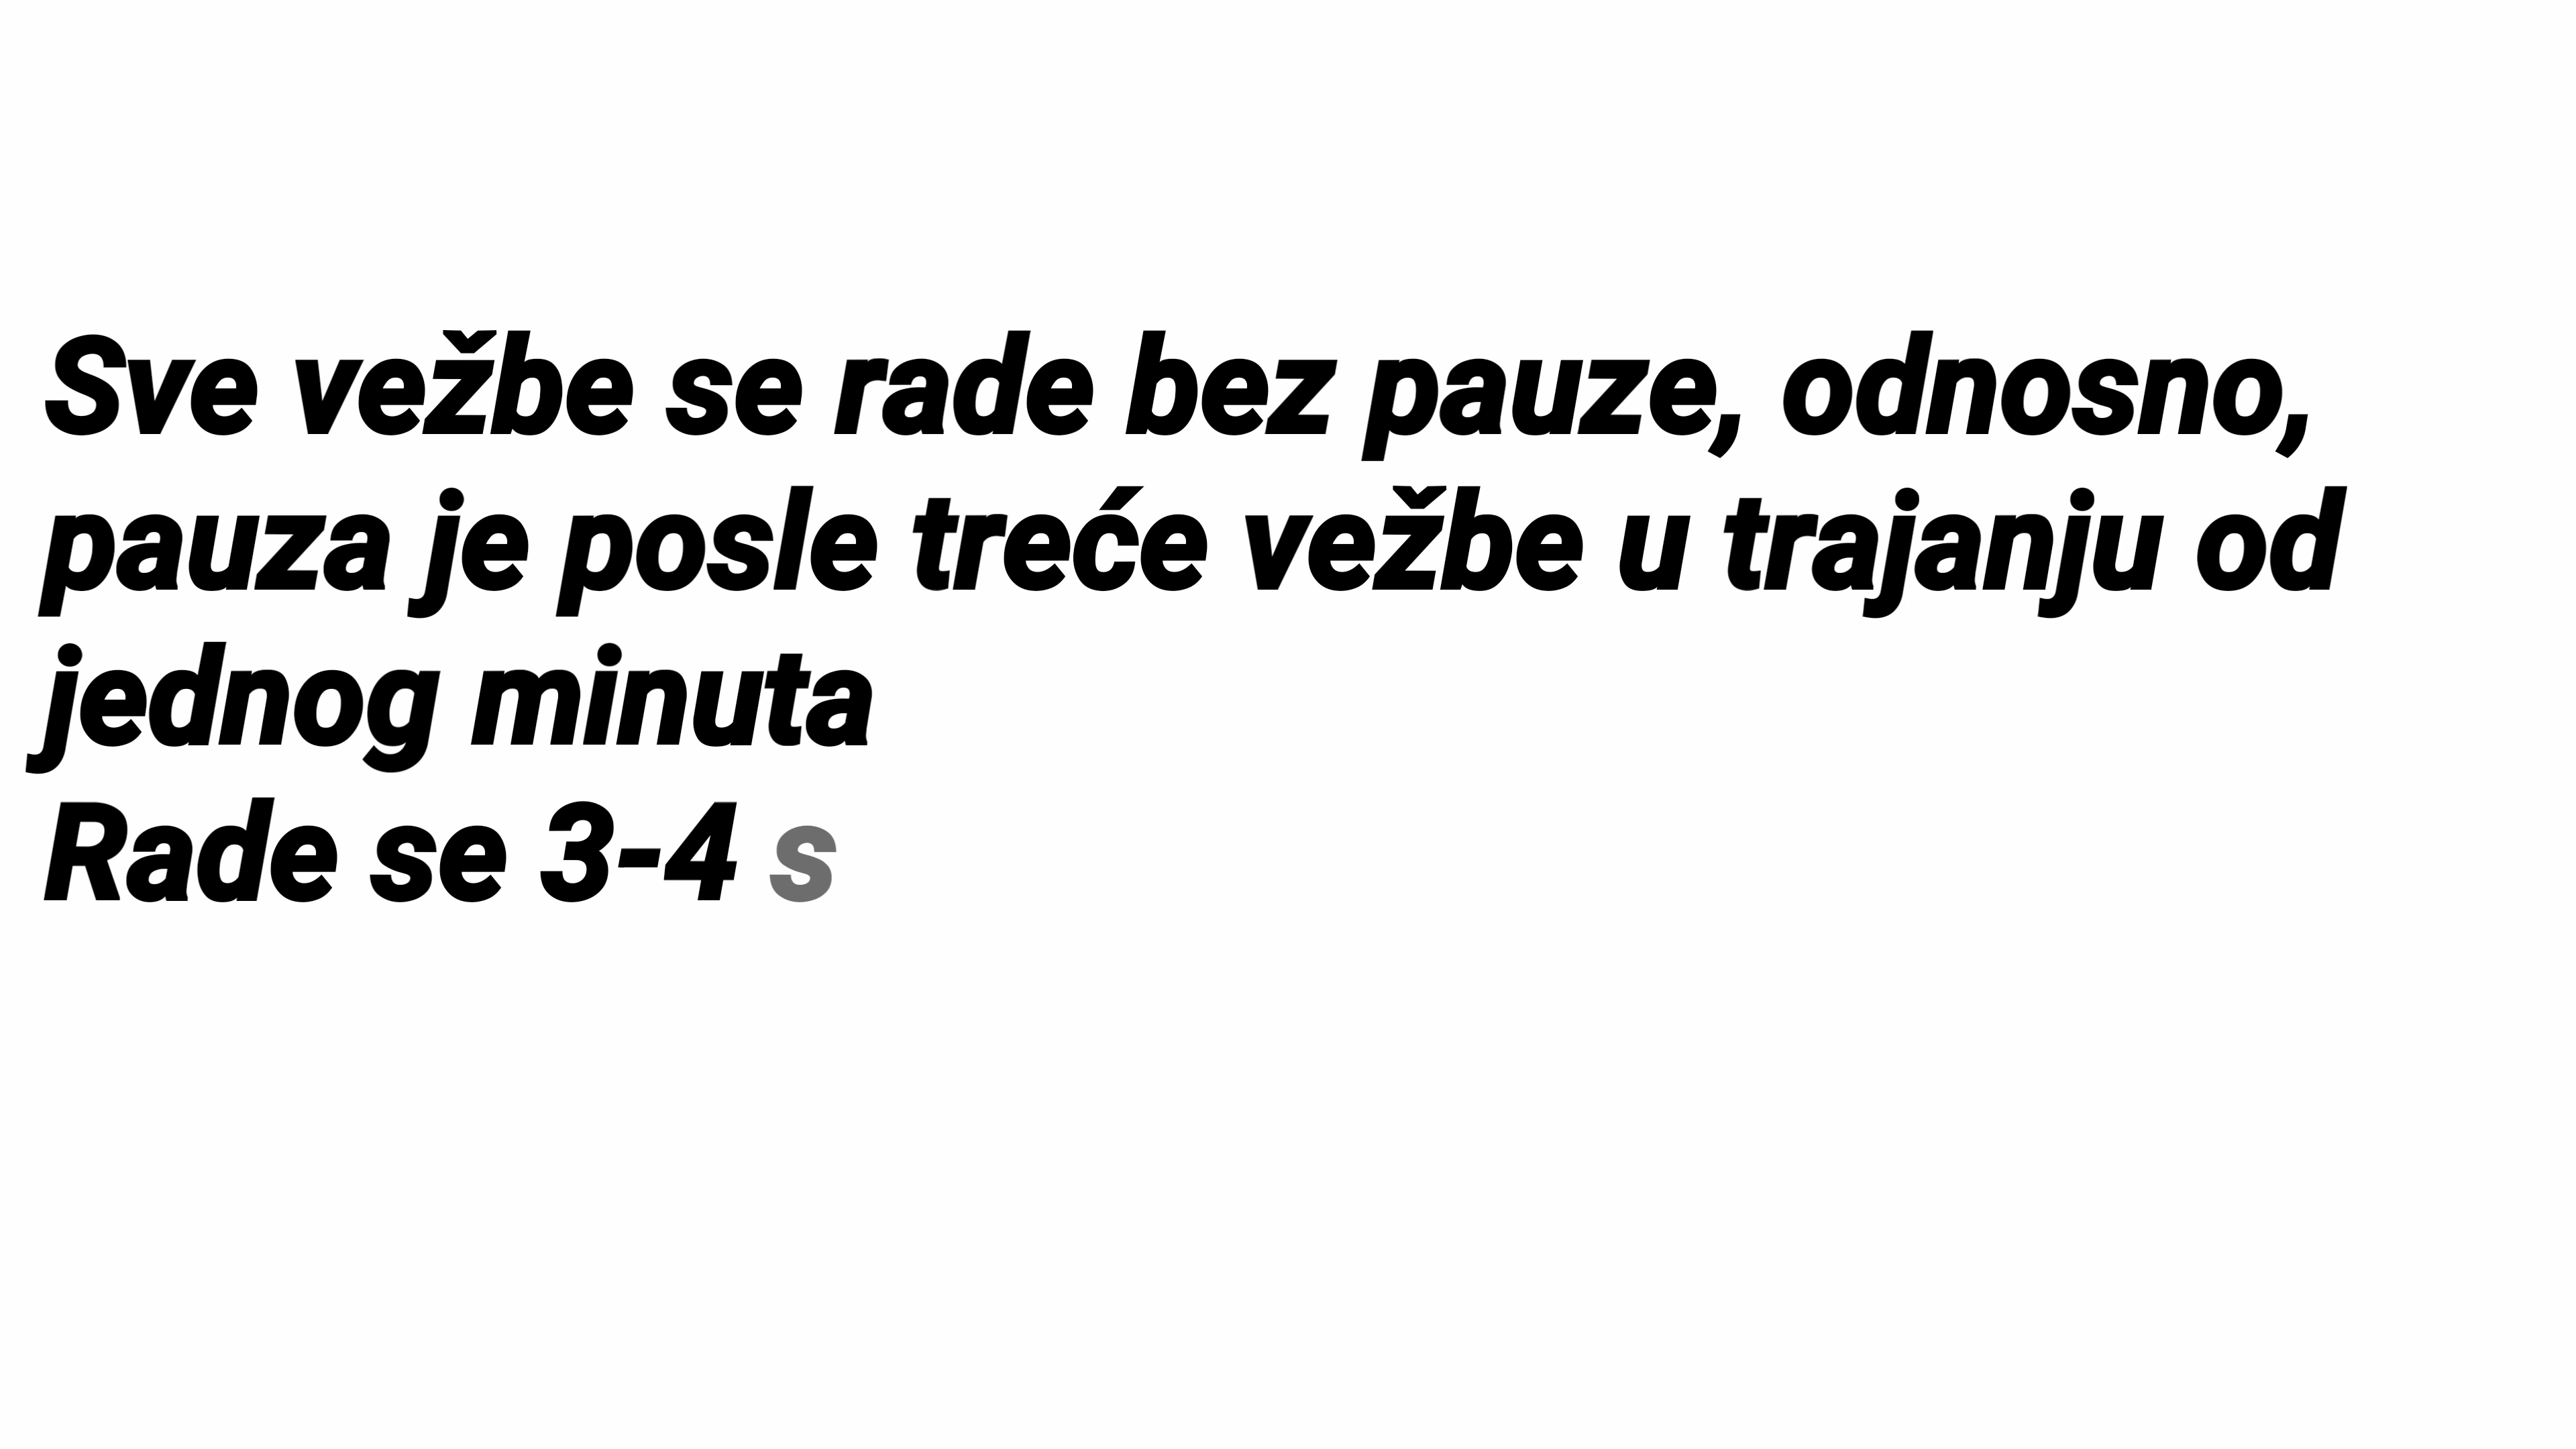 Sve vežbe se rade bez pauze, odnosno,
pauza je posle treće vežbe u trajanju od
jednog minuta
Rade se 3-4 s